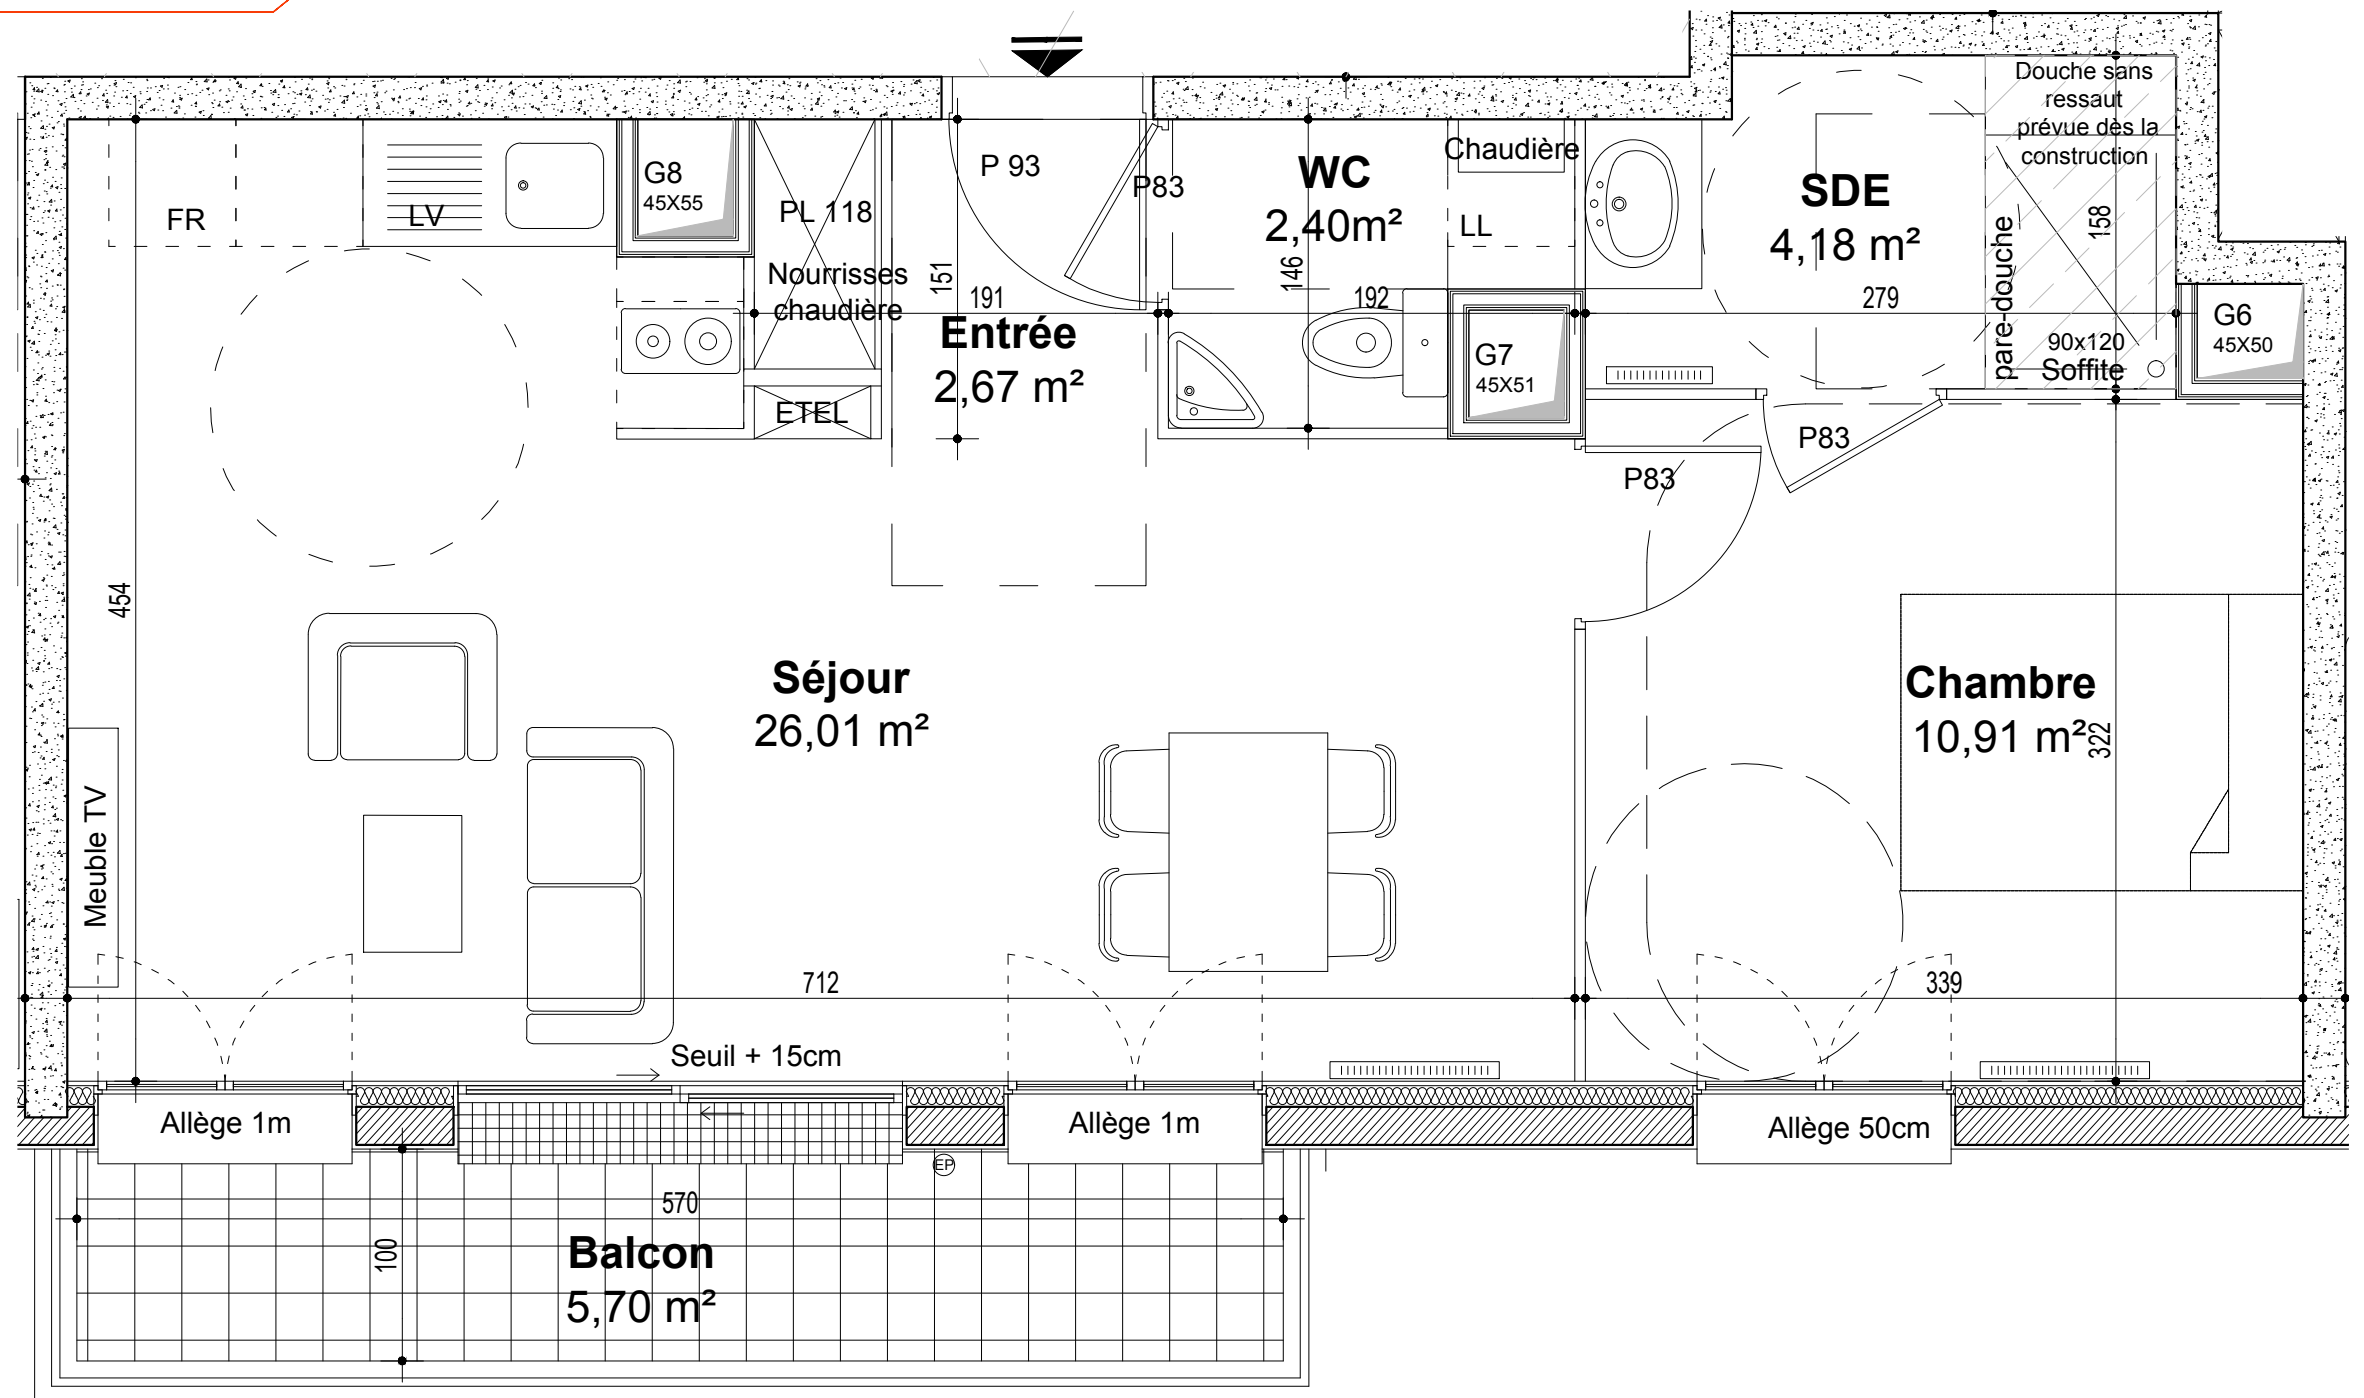 Douche sans
ressaut
prévue dès la
construction
P 93
P83
WC
2,40m²
Chaudière
SDE
4,18 m²
158
G8
45X55
FR
LV
PL 118
LL
Nourrisses
chaudière
151
191
146
192
279
pare-douche
G6
45X50
Entrée
2,67 m²
G7
45X51
90x120
Soffite
ETEL
P83
P83
454
Séjour
26,01 m²
Chambre
10,91 m²
322
Meuble TV
712
339
Seuil + 15cm
Allège 1m
Allège 1m
Allège 50cm
EP
570
100
Balcon
5,70 m²